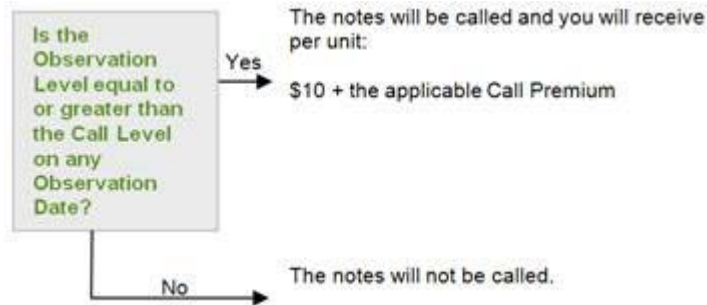 Is the
Observation
Level equal to
or greater than
the Call Level
on any
Observation
Date?
Yes
The notes will be called and you will receive
per unit:
$10 + the applicable Call Premium
No
The notes will not be called.